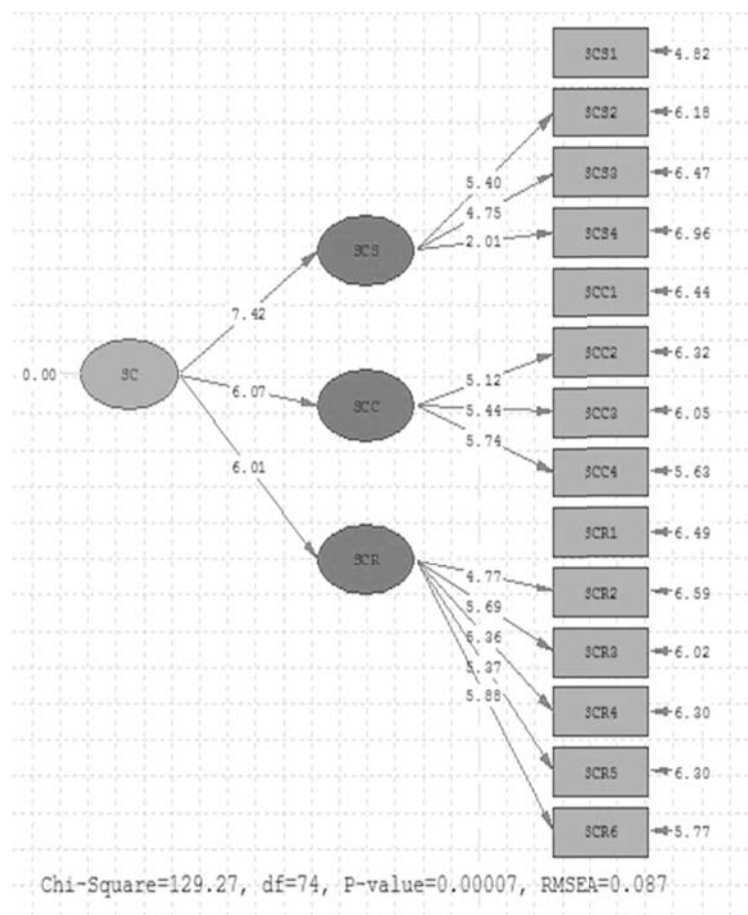 SCS1 4.82
SCS2 6.18
5.40
SCS3 6.47
4.75
SCS4 6.96
2.01
SCS
SCC1 6.44
7.42
SCC2 6.32
0.00 SC
5.12
6.07
SCC SCC3 6.05
5.44
5.74
6.01
SCC4 5.63
SCR1 6.49
SCR
4.77
SCR2 6.59
5.69
5.36
SCR3 6.02
5.37
5.88
SCR4 6.30
SCR5 6.30
SCR6 5.77
Chi-Square=129.27, df=74, P-value=0.00007, RMSEA=0.087